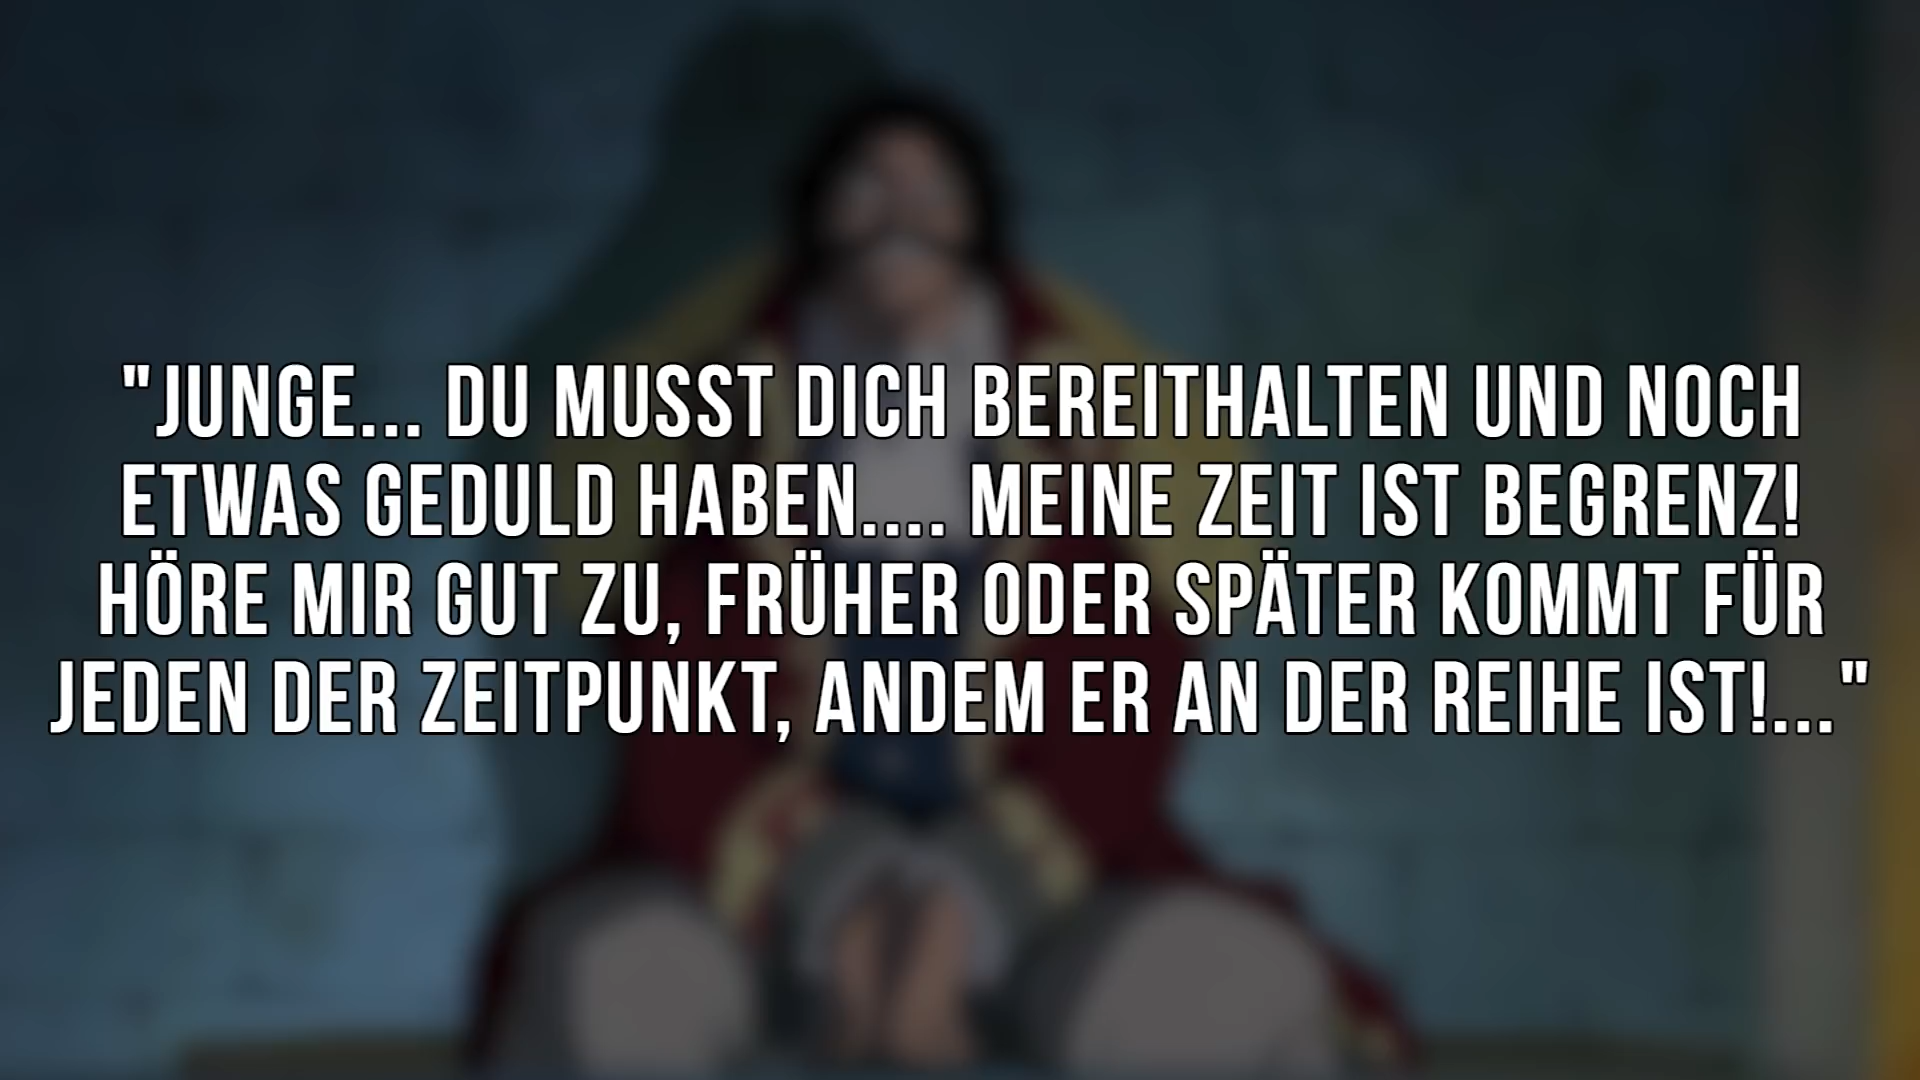 "JUNGE... DU MUSST DICH BEREITHALTEN UND NOCH
ETWAS GEDULD HABEN.... MEINE ZEIT IST BEGRENZ!
HÖRE MIR GUT ZU, FRÜHER ODER SPÄTER KOMMT FÜR
JEDEN DER ZEITPUNKT, ANDEM ER AN DER REIHE IST!..."